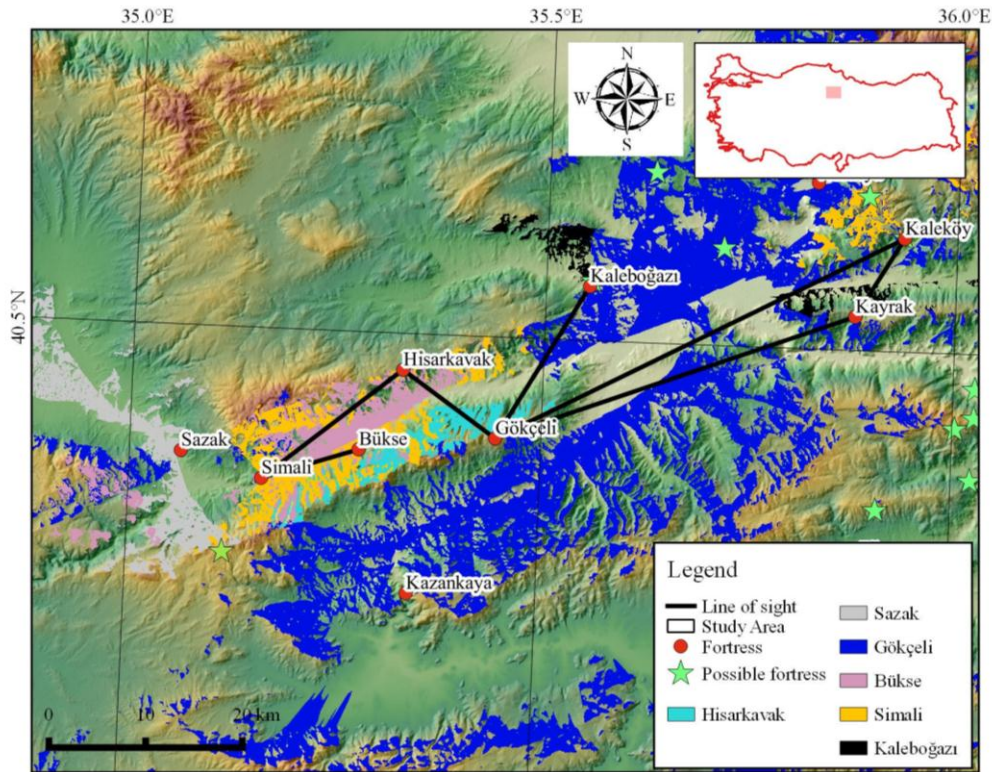 35.0°E
35.5°E
36.0°E
N
W
E
S
Kaleköy
Kaleboğazı
Kayrak
40.5°N
Hisarkavak
Gökçeli
Sazak
Bükse
Simali
Kazankaya
0 10 20 km
Legend
Line of sight
Study Area
Fortress
Possible fortress
Hisarkavak
Sazak
Gökçeli
Bükse
Simali
Kaleboğazı